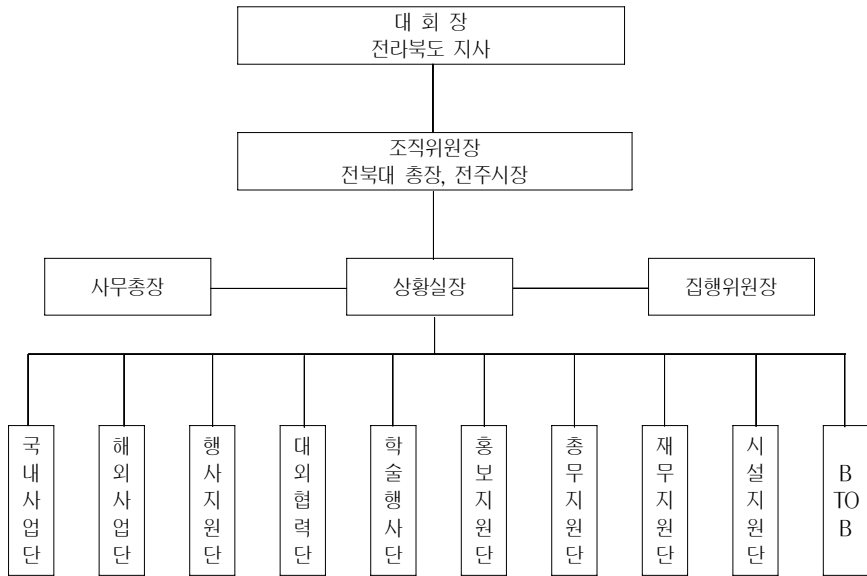 대 회 장
전라북도 지사
조직위원장
전북대 총장, 전주시장
사무총장
상황실장
집행위원장
국내사업단
해외사업단
행사지원단
대외협력단
학술행사단
홍보지원단
총무지원단
재무지원단
시설지원단
B
TO
B